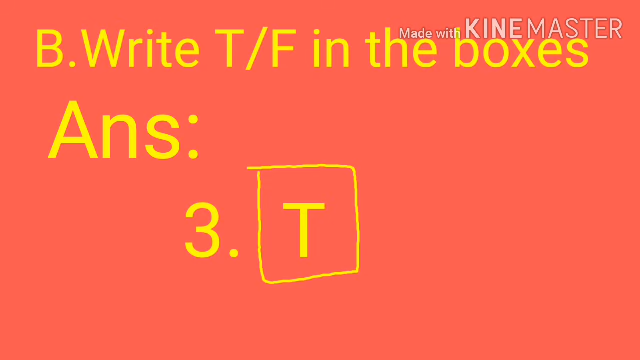 B.Write T/F in the boxes
Made with KINEMASTER
Ans:
3. T